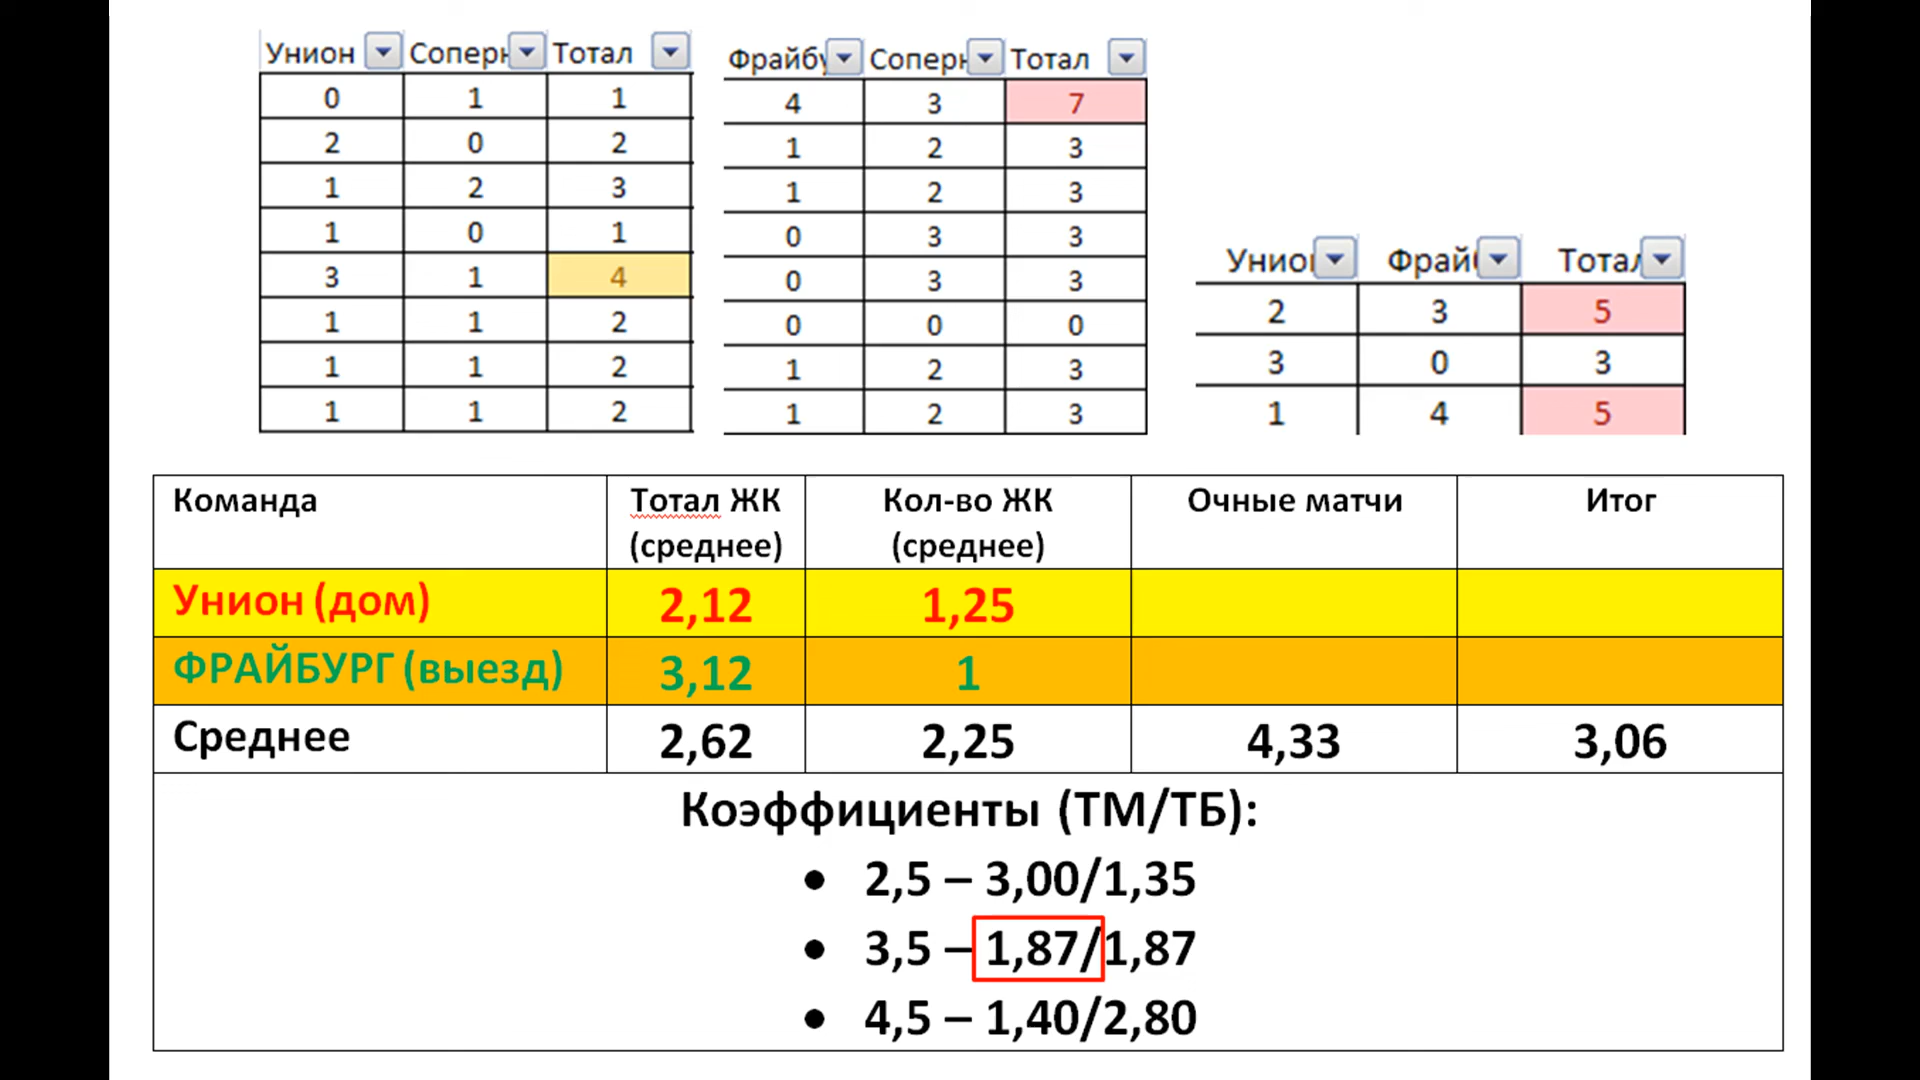 Унион Соперн Тотал
0 1 1
2 0 2
1 2 3
1 0 1
3 1 4
1 1 2
1 1 2
1 1 2
Фрайбу Соперн Тотал
4 3 7
1 2 3
1 2 3
0 3 3
0 3 3
0 0 0
1 2 3
1 2 3
Унио Фрай Тотал
2 3 5
3 0 3
1 4 5
Команда Тотал ЖК (среднее) Кол-во ЖК (среднее) Очные матчи Итог
Унион (дом) 2,12 1,25
ФРАЙБУРГ (выезд) 3,12 1
Среднее 2,62 2,25 4,33 3,06
Коэффициенты (ТМ/ТБ):
• 2,5 – 3,00/1,35
• 3,5 – 1,87/1,87
• 4,5 – 1,40/2,80